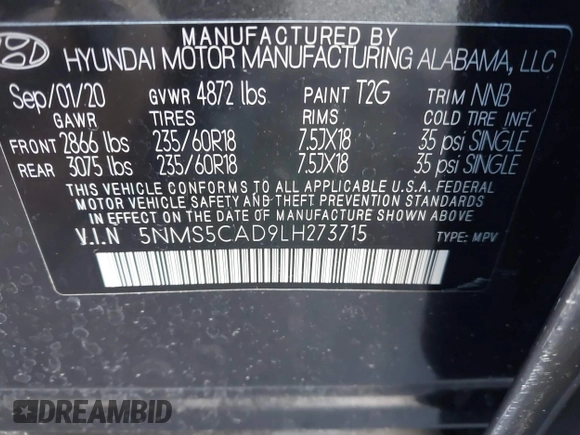 MANUFACTURED BY
HYUNDAI MOTOR MANUFACTURING ALABAMA, LLC
Sep/01/20 GVWR 4872 lbs PAINT T2G TRIM NNB
GAWR TIRES RIMS COLD TIRE INFL
FRONT 2866 lbs 235/60R18 7.5JX18 35 psi SINGLE
REAR 3075 lbs 235/60R18 7.5JX18 35 psi SINGLE
THIS VEHICLE CONFORMS TO ALL APPLICABLE U.S.A. FEDERAL
MOTOR VEHICLE SAFETY AND THEFT PREVENTION STANDARDS
IN EFFECT ON THE DATE OF MANUFACTURE SHOWN ABOVE.
V.I.N 5NMS5CAD9LH273715 TYPE: MPV
DREAMBID